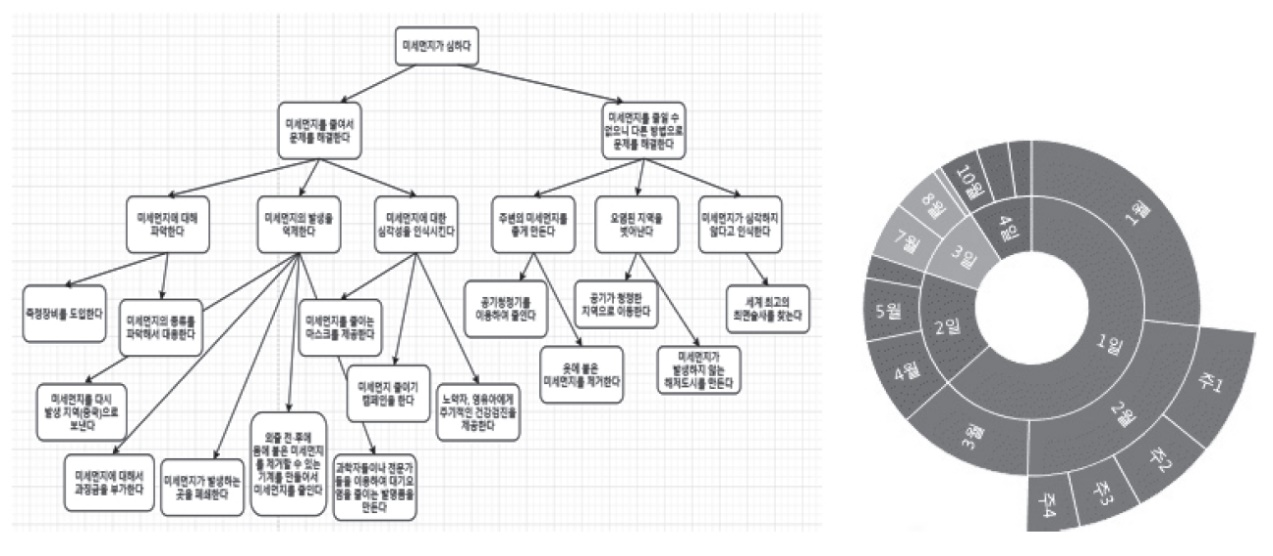 미세먼지가 심하다
미세먼지를 줄여서
문제를 해결한다
미세먼지를 줄일 수
없으니 다른 방법으로
문제를 해결한다
미세먼지에 대해
파악한다
미세먼지의 발생을
억제한다
미세먼지에 대한
심각성을 인식시킨다
주변의 미세먼지를
좋게 만든다
오염된 지역을
벗어난다
미세먼지가 심각하지
않다고 인식한다
측정장비를 도입한다
미세먼지의 종류를
파악해서 대응한다
미세먼지를 줄이는
마스크를 제공한다
공기청정기를
이용하여 줄인다
공기가 청정한
지역으로 이동한다
세계 최고의
최면술사를 찾는다
미세먼지를 다시
발생 지역(중국)으로
보낸다
미세먼지 줄이기
캠페인을 한다
노약자, 영유아에게
주기적인 건강검진을
제공한다
옷에 붙은
미세먼지를 제거한다
미세먼지가
발생하지 않는
해저도시를 만든다
미세먼지에 대해서
과징금을 부가한다
미세먼지가 발생하는
곳을 폐쇄한다
외출 전·후에
몸에 붙은 미세먼지
를 제거할 수 있는
기계를 만들어서
미세먼지를 줄인다
과학자들이나 전문가
들을 이용하여 대기오
염을 줄이는 발명품을
만든다
1월
2월
3월
4월
5월
7월
8월
10월
1일
2일
3일
4일
주1
주2
주3
주4